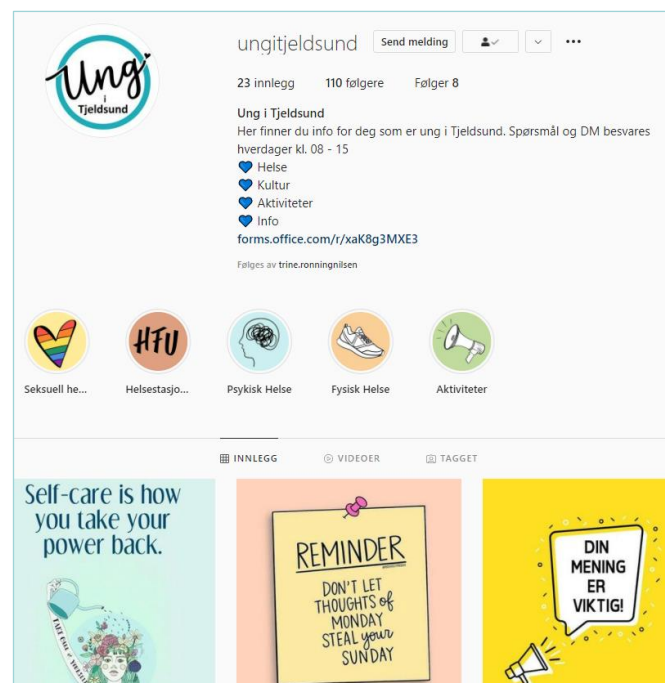 Ung
i
Tjeldsund
ungitjeldsund
Send melding
23 innlegg 110 følgere Følger 8
Ung i Tjeldsund
Her finner du info for deg som er ung i Tjeldsund. Spørsmål og DM besvares
hverdager kl. 08 - 15
Helse
Kultur
Aktiviteter
Info
forms.office.com/r/xaK8g3MXE3
Følges av trine.ronningnilsen
HFU
Seksuell he... Helsestasjo... Psykisk Helse Fysisk Helse Aktiviteter
INNLEGG VIDEOER TAGGET
Self-care is how
you take your
power back.
REMINDER
DON'T LET
THOUGHTS of
MONDAY
STEAL your
SUNDAY
DIN
MENING
ER
VIKTIG!